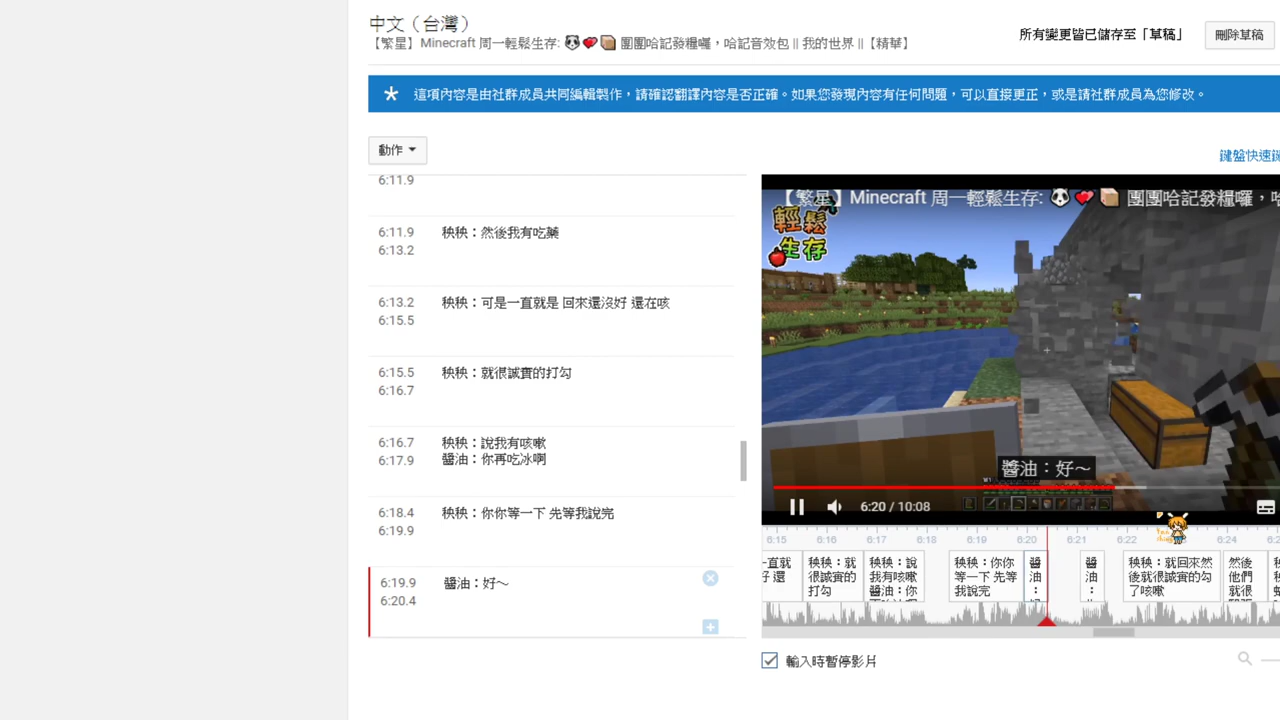 中文（台灣）
【繁星】Minecraft 周一輕鬆生存: 🐼❤️📦 團團哈記發糧囉，哈記音效包 || 我的世界 ||【精華】
所有變更皆已儲存至「草稿」
刪除草稿
* 這項內容是由社群成員共同編輯製作，請確認翻譯內容是否正確。如果您發現內容有任何問題，可以直接更正，或是請社群成員為您修改。
動作
鍵盤快速鍵
6:11.9
6:11.9 秧秧：然後我有吃藥
6:13.2
6:13.2 秧秧：可是一直就是 回來還沒好 還在咳
6:15.5
6:15.5 秧秧：就很誠實的打勾
6:16.7
6:16.7 秧秧：說我有咳嗽
6:17.9 醬油：你再吃冰啊
6:18.4 秧秧：你你等一下 先等我說完
6:19.9
6:19.9 醬油：好～
6:20.4
【繁星】Minecraft 周一輕鬆生存: 🐼❤️📦 團團哈記發糧囉，哈
輕鬆
生存
醬油：好～
6:20 / 10:08
6:15 6:16 6:17 6:18 6:19 6:20 6:21 6:22 6:24
一直就
好 還
秧秧：就
很誠實的
打勾
秧秧：說
我有咳嗽
醬油：你
秧秧：你你
等一下 先等
我說完
醬
油
：
醬
油
：
秧秧：就回來然
後就很誠實的勾
了咳嗽
然後
他們
就很
輸入時暫停影片